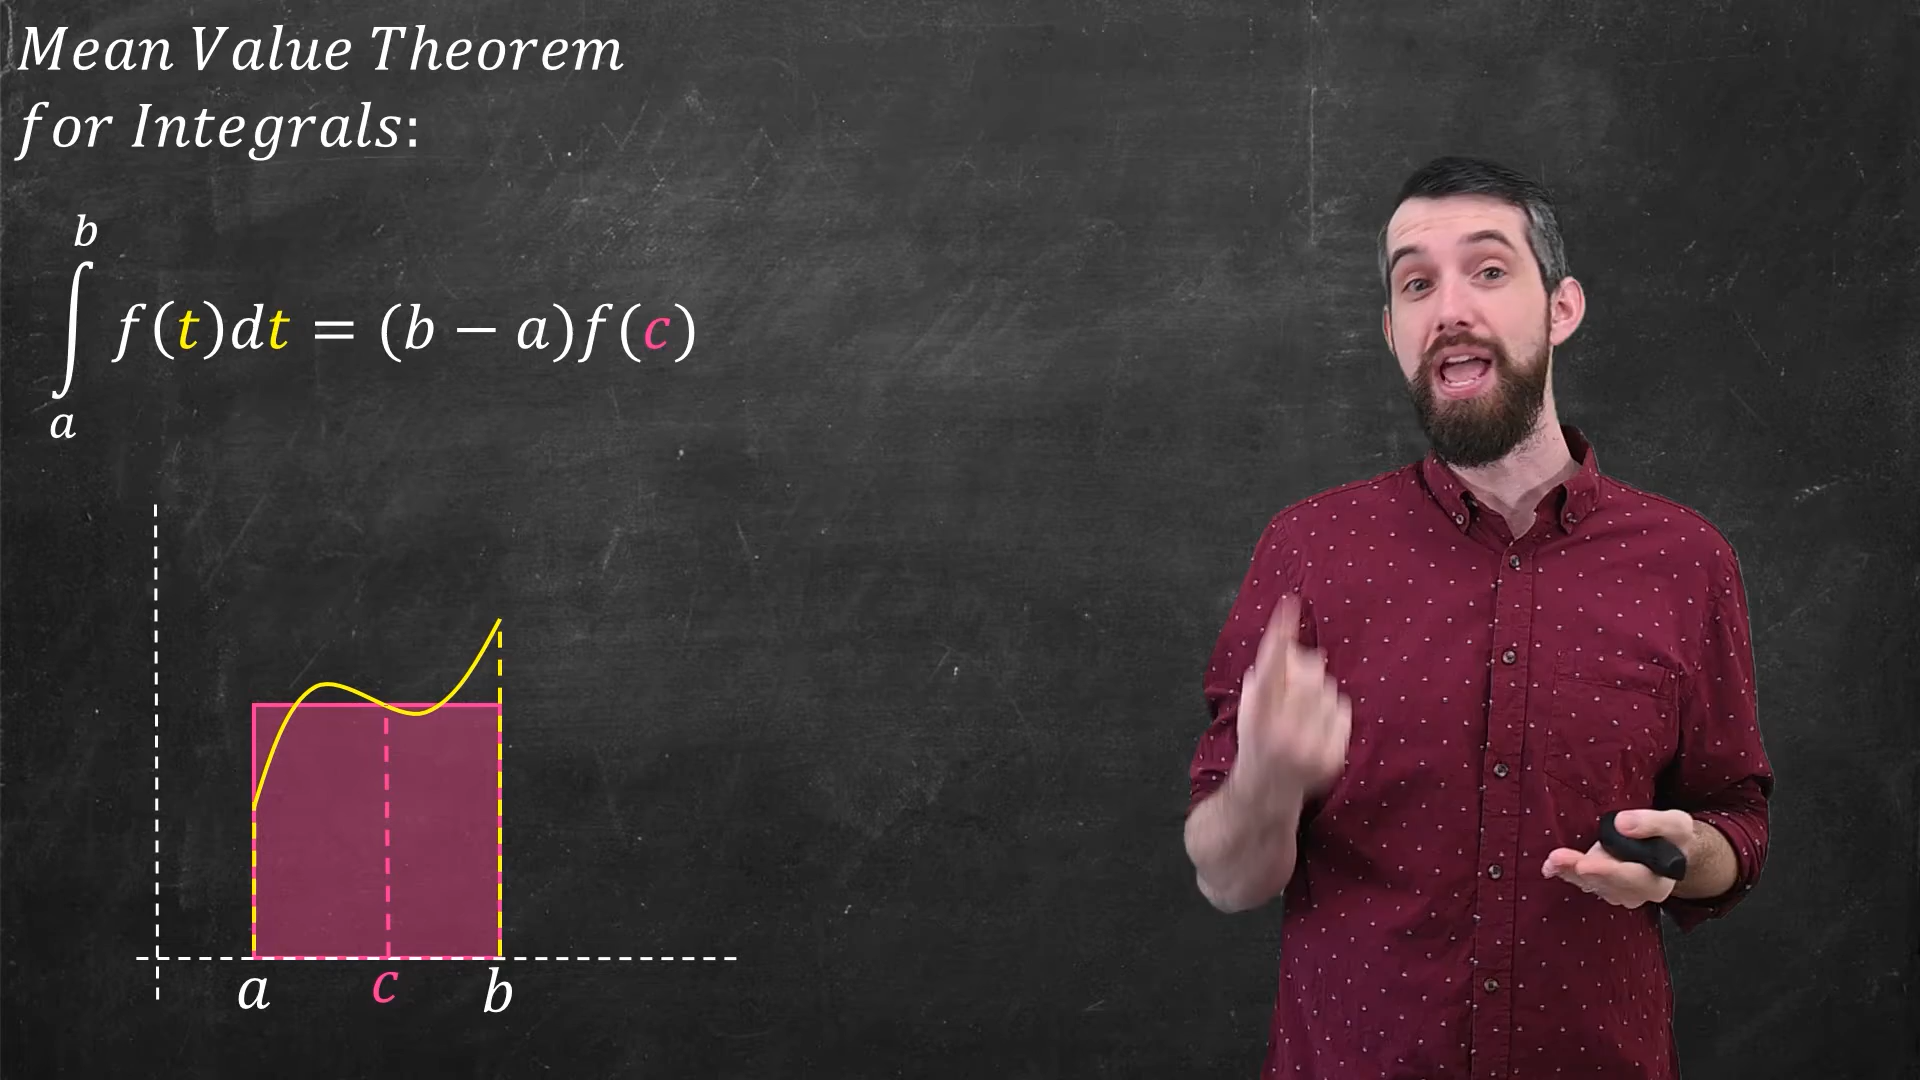 Mean Value Theorem
for Integrals:
b
∫ f(t)dt = (b − a)f(c)
a
a c b